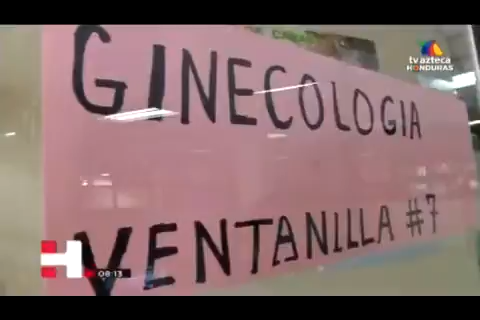 tv azteca
HONDURAS
GINECOLOGIA
VENTANILLA #7
H
08:13